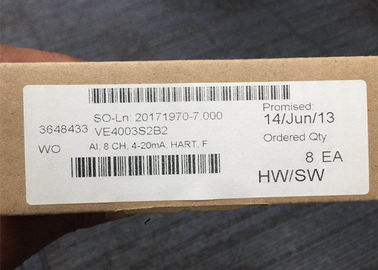 SO-Ln: 20171970-7.000
Promised:
14/Jun/13
3648433
VE4003S2B2
Ordered Qty
WO
AI, 8 CH, 4-20mA, HART, F
8 EA
HW/SW